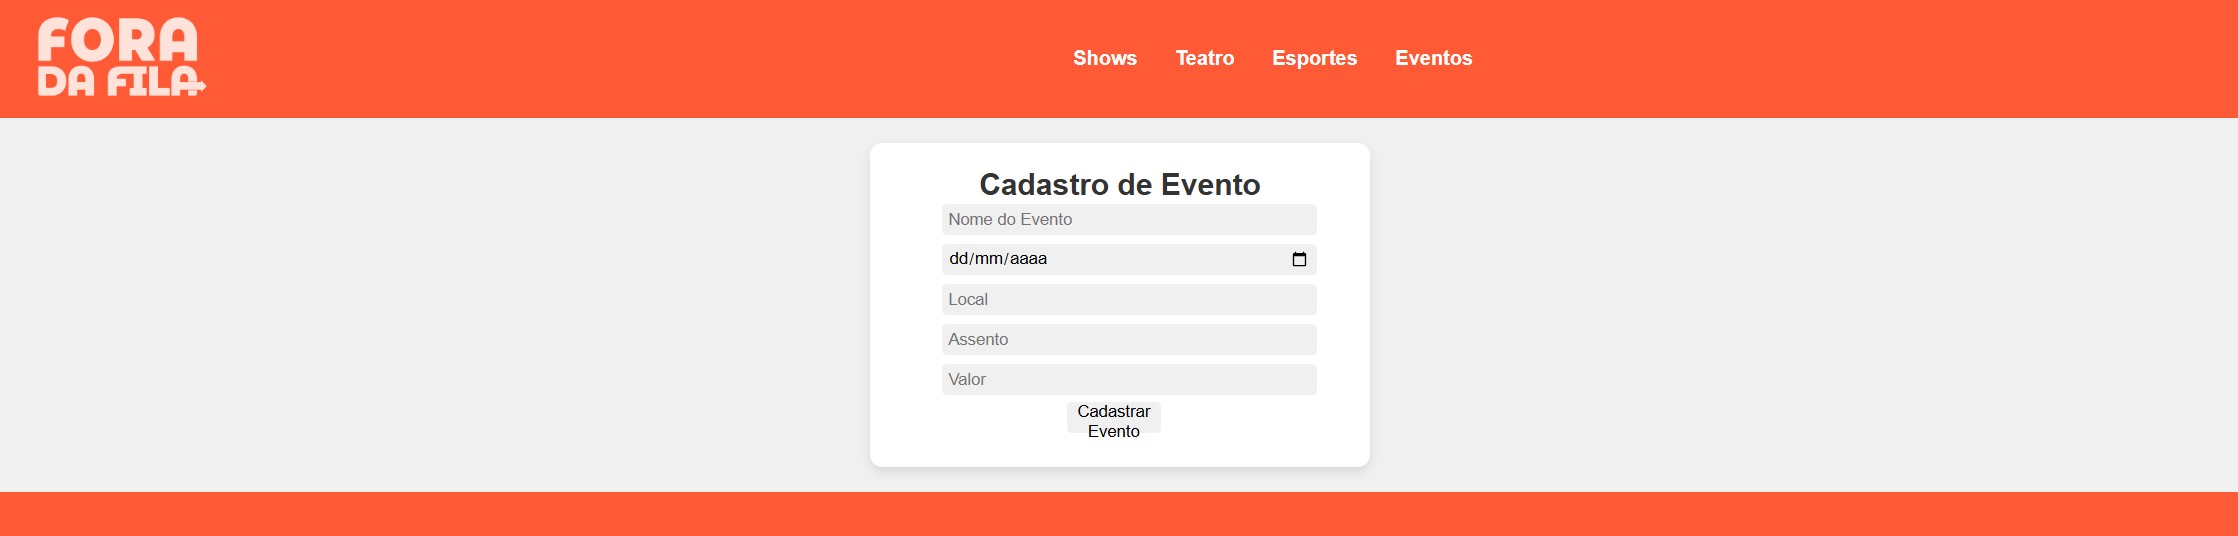 FORA
DA FILA
Shows Teatro Esportes Eventos
Cadastro de Evento
Nome do Evento
dd/mm/aaaa
Local
Assento
Valor
Cadastrar
Evento